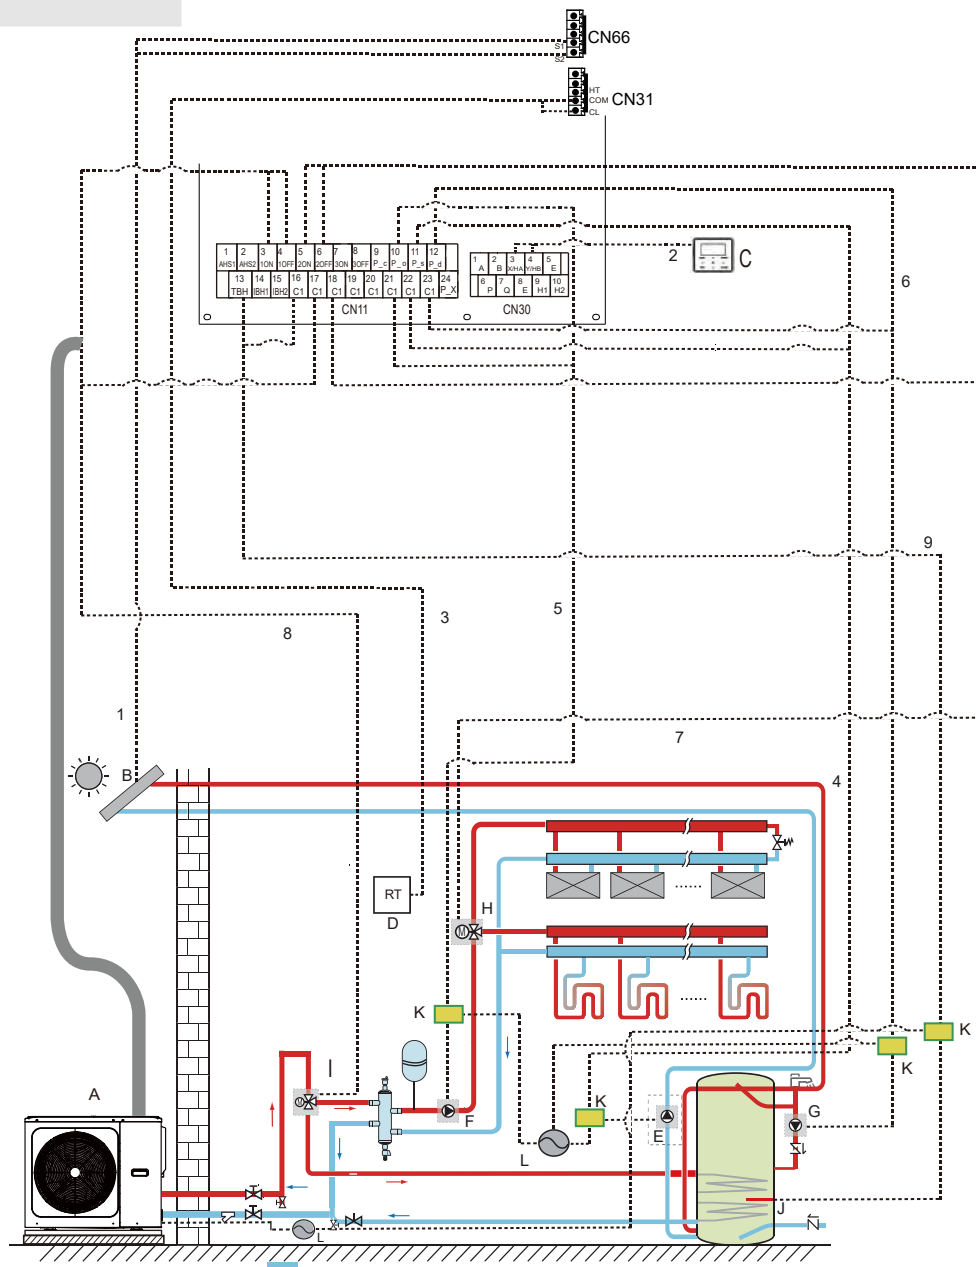 CN66
S1
S2
HT
COM
CL
CN31
1 2 3 4 5 6 7 8 9 10 11 12
AHS1 AHS2 1ON 1OFF 2ON 2OFF 3ON 3OFF P_c P_o P_s P_d
13 14 15 16 17 18 19 20 21 22 23 24
TBH IBH1 IBH2 C1 C1 C1 C1 C1 C1 C1 C1 P_X
CN11
1 2 3 4 5
A B X/HA Y/HB E
6 7 8 9 10
P Q E H1 H2
CN30
2
C
6
9
5
3
8
1
7
B
4
RT
D
H
M
K
K
K
I
A
M
F
K
G
E
L
J
L